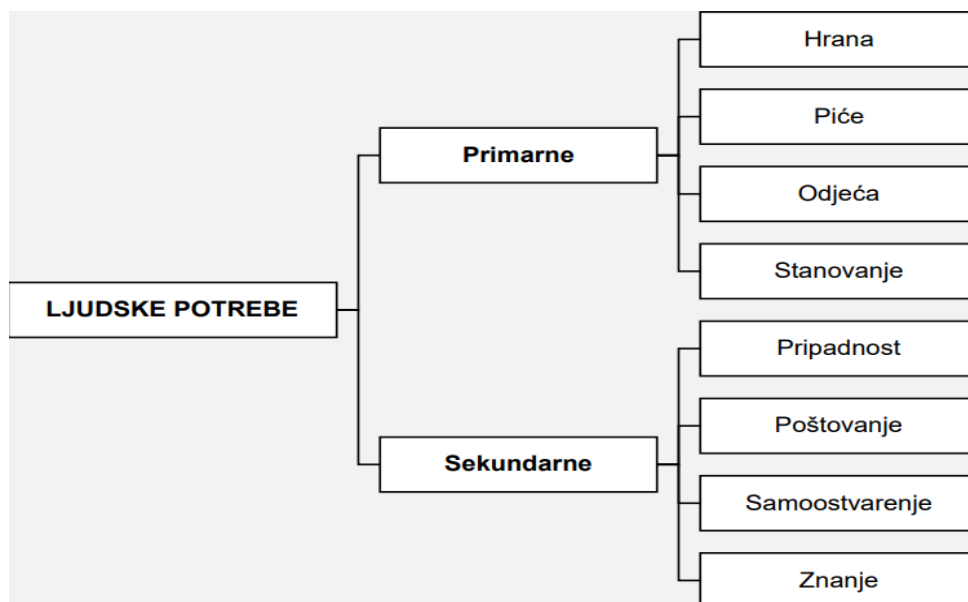 LJUDSKE POTREBE
Primarne
Hrana
Piće
Odjeća
Stanovanje
Sekundarne
Pripadnost
Poštovanje
Samoostvarenje
Znanje